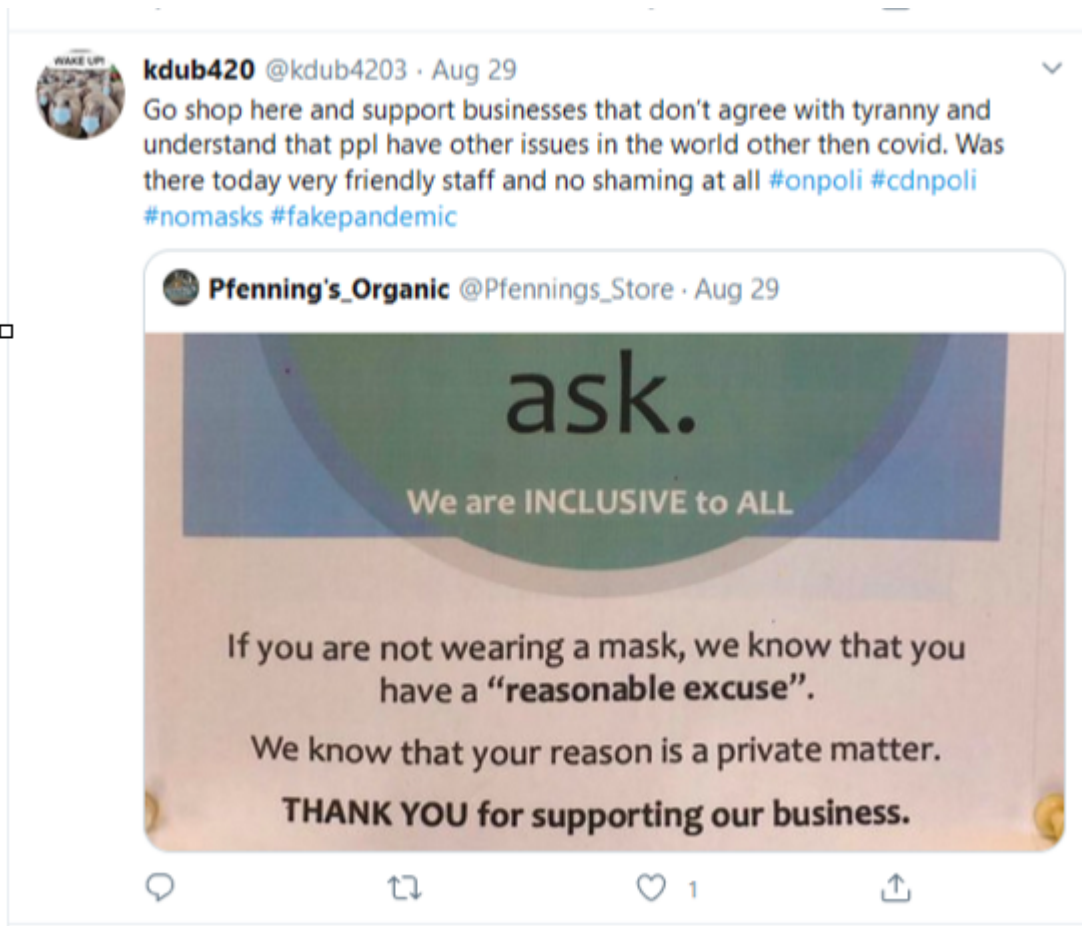 WAKE UP!
kdub420 @kdub4203 · Aug 29
Go shop here and support businesses that don't agree with tyranny and
understand that ppl have other issues in the world other then covid. Was
there today very friendly staff and no shaming at all #onpoli #cdnpoli
#nomasks #fakepandemic
Pfenning's_Organic @Pfennings_Store · Aug 29
ask.
We are INCLUSIVE to ALL
If you are not wearing a mask, we know that you
have a “reasonable excuse”.
We know that your reason is a private matter.
THANK YOU for supporting our business.
1